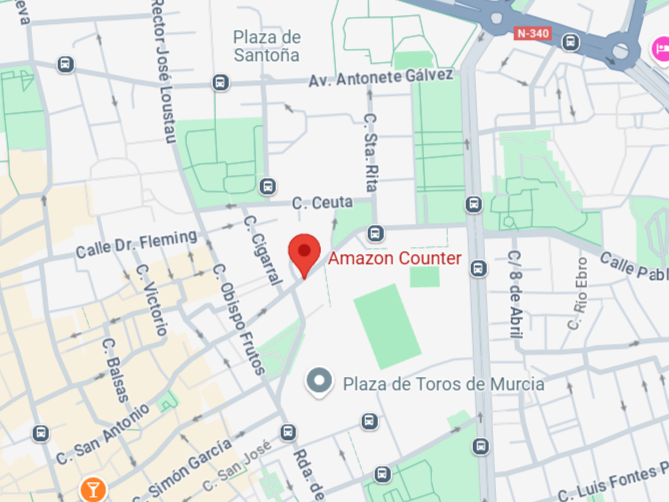 eva
Rector José Loustau
Plaza de
Santoña
N-340
Av. Antonete Gálvez
C. Sta. Rita
C. Ceuta
Calle Dr. Fleming
C. Cigarral
Amazon Counter
C. Victorio
C. Obispo Frutos
C/ 8 de Abril
C. Río Ebro
Calle Pabl
C. Balsas
Plaza de Toros de Murcia
C. San Antonio
C. Simón García
C. San José
Rda. de
C. Luis Fontes P